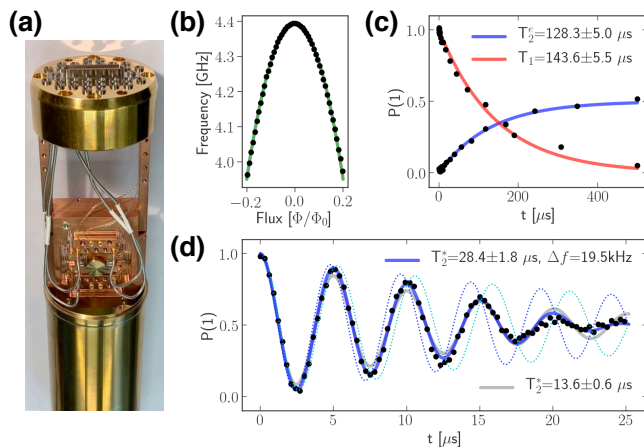 (a)
(b)
4.4
4.3
4.2
4.1
4.0
Frequency [GHz]
−0.2 0.0 0.2
Flux [Φ/Φ₀]
(c)
T₂ᵉ=128.3±5.0 μs
T₁=143.6±5.5 μs
1.0
0.5
0.0
P(1)
0 200 400
t [μs]
(d)
T₂*=28.4±1.8 μs, Δf=19.5kHz
T₂*=13.6±0.6 μs
1.0
0.5
0.0
P(1)
0 5 10 15 20 25
t [μs]